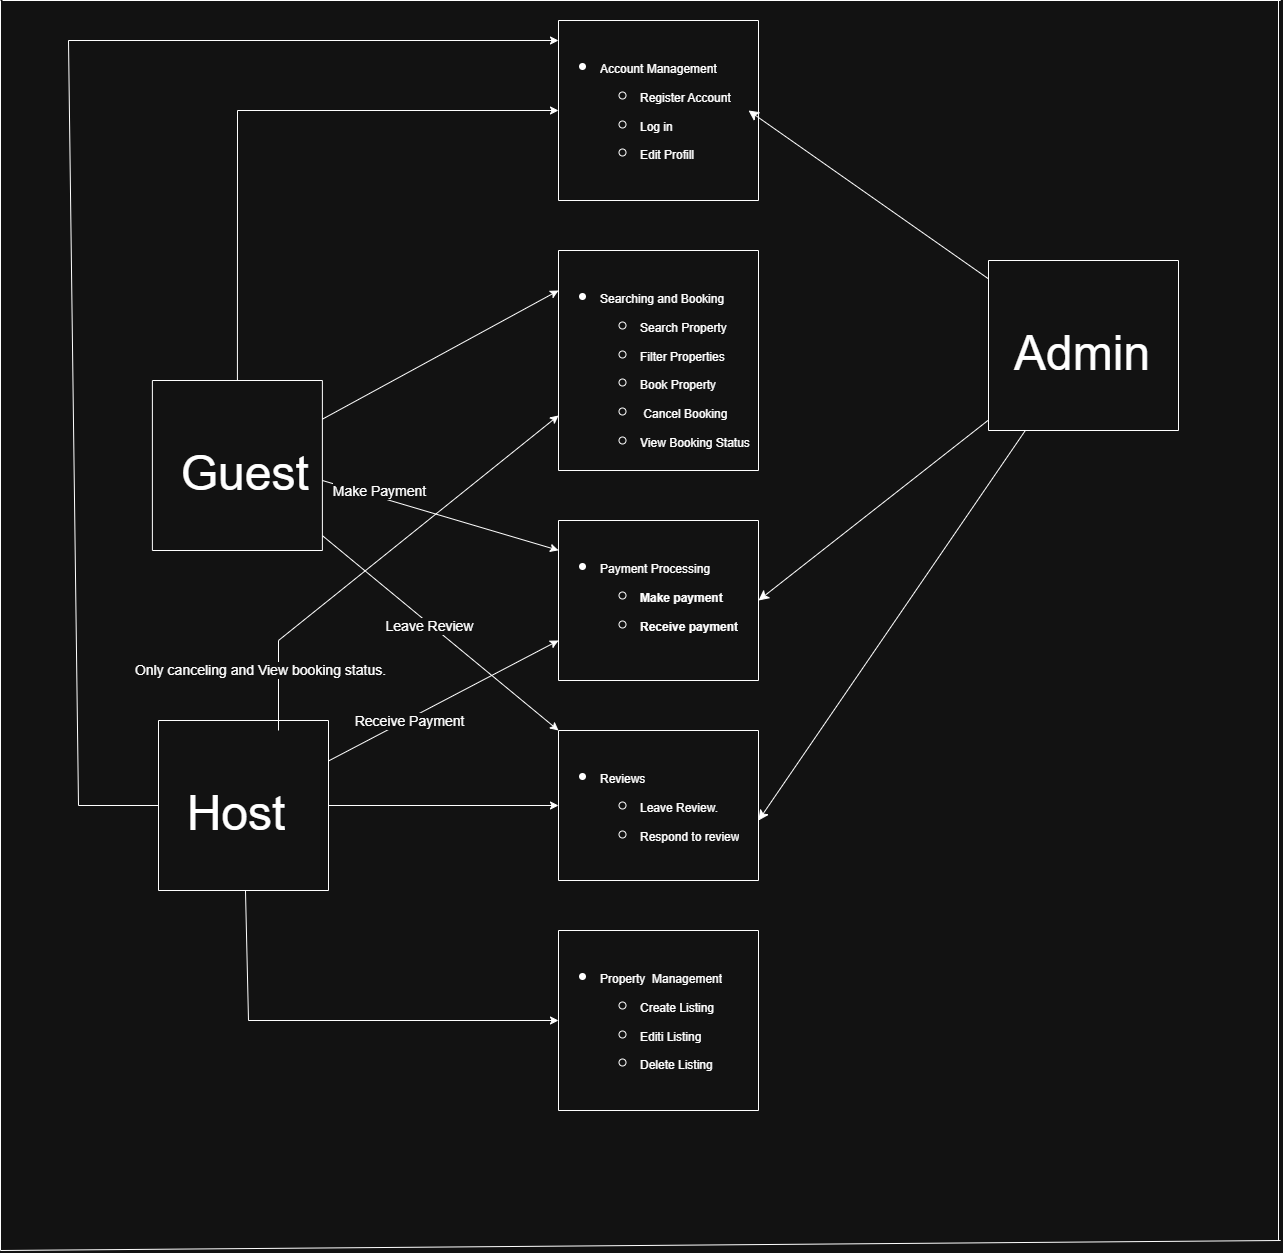 Account Management
Register Account
Log in
Edit Profill
Searching and Booking
Search Property
Filter Properties
Book Property
Cancel Booking
View Booking Status
Admin
Guest
Make Payment
Payment Processing
Make payment
Receive payment
Leave Review
Only canceling and View booking status.
Receive Payment
Host
Reviews
Leave Review.
Respond to review
Property  Management
Create Listing
Editi Listing
Delete Listing